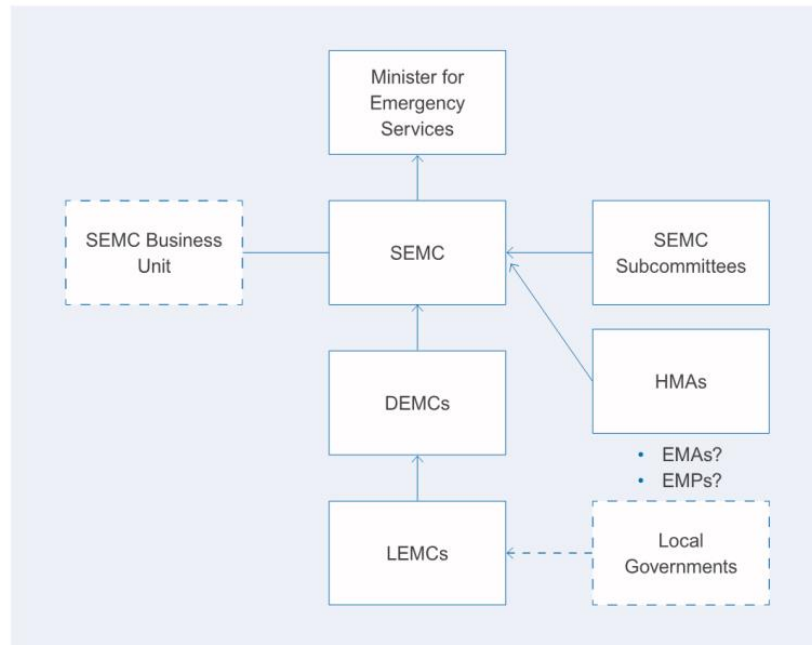 Minister for
Emergency
Services
SEMC Business
Unit
SEMC
SEMC
Subcommittees
DEMCs
HMAs
• EMAs?
• EMPs?
LEMCs
Local
Governments